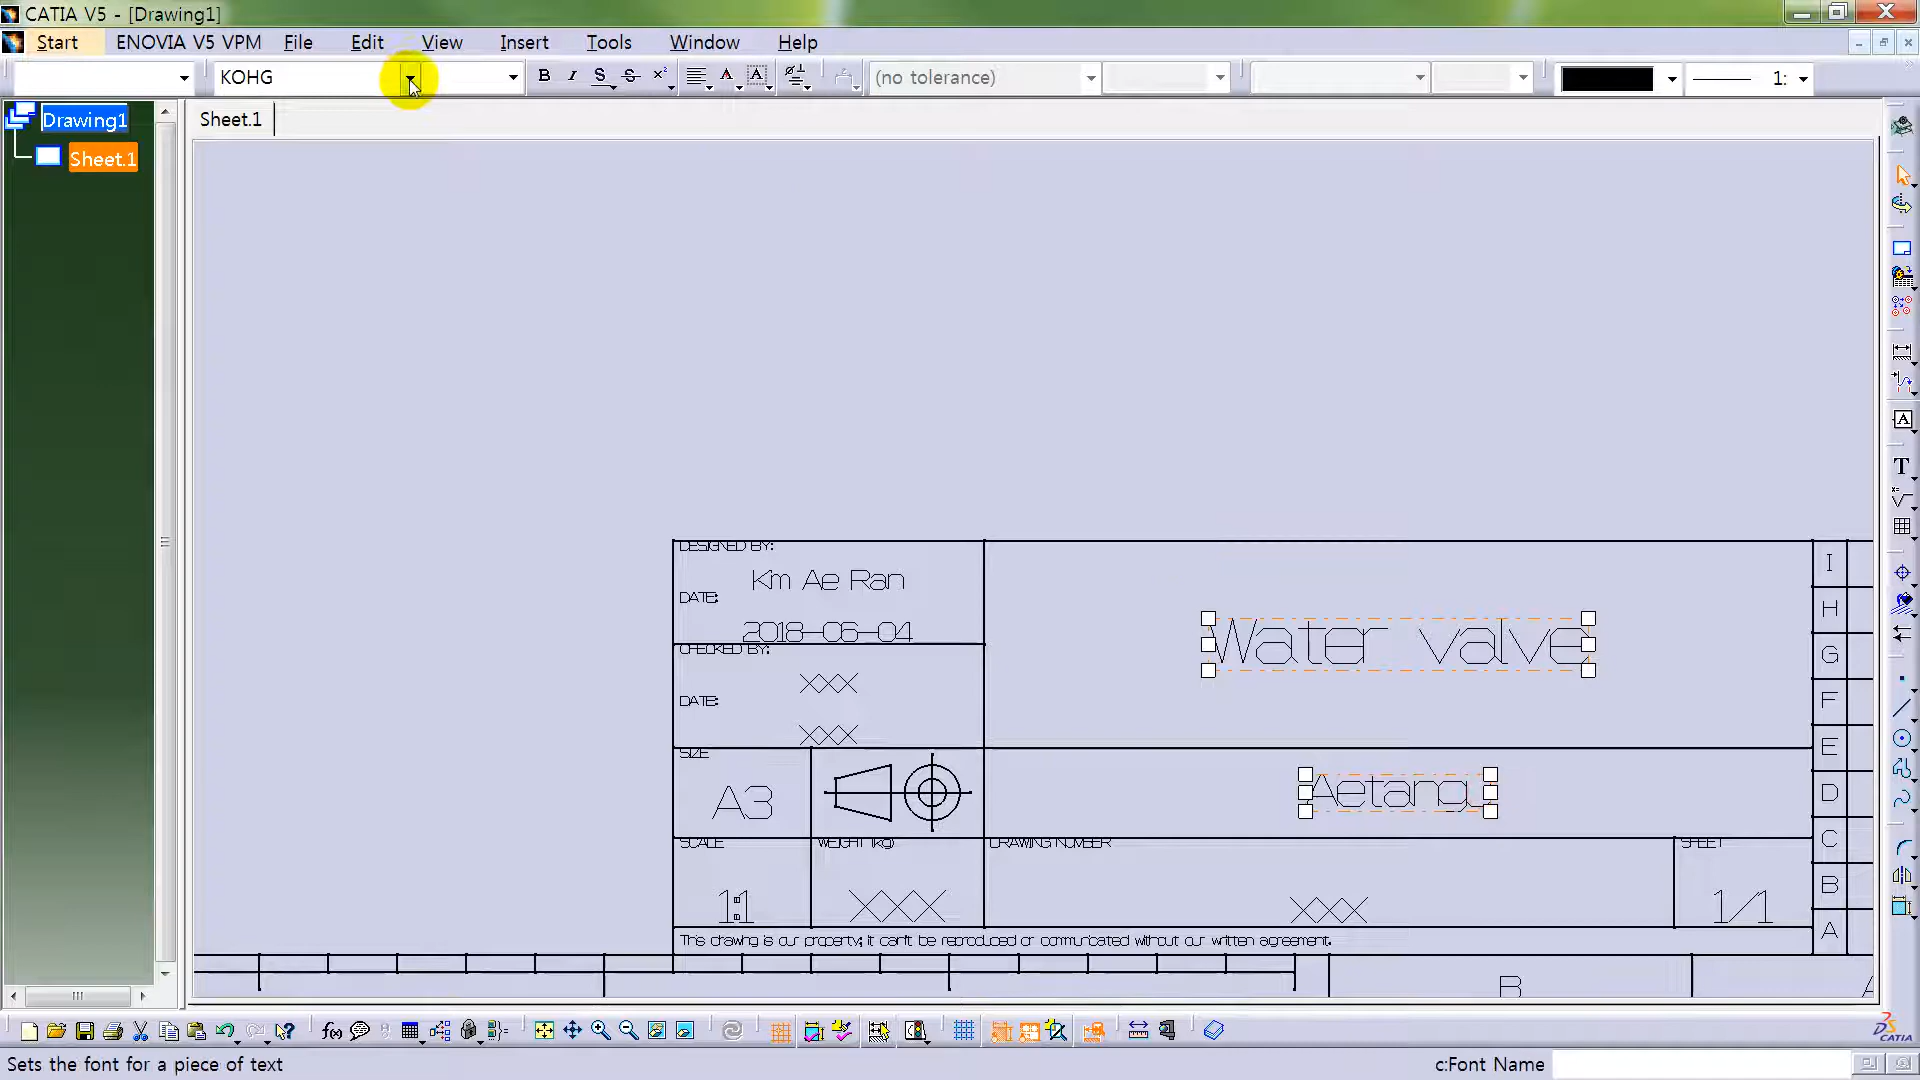 CATIA V5 - [Drawing1]
Start ENOVIA V5 VPM File Edit View Insert Tools Window Help
KOHG B I S S (no tolerance) 1:
Drawing1
Sheet.1
Sheet.1
DESIGNED BY:
Kim Ae Ran
DATE:
2018-06-04
CHECKED BY:
XXX
DATE:
XXX
Water valve
SIZE
A3
Aetangu
SCALE
1:1
WEIGHT (kg)
XXX
DRAWING NUMBER
XXX
SHEET
1/1
This drawing is our property; it can't be reproduced or communicated without our written agreement.
I
H
G
F
E
D
C
B
A
B
A
CATIA
Sets the font for a piece of text
c:Font Name